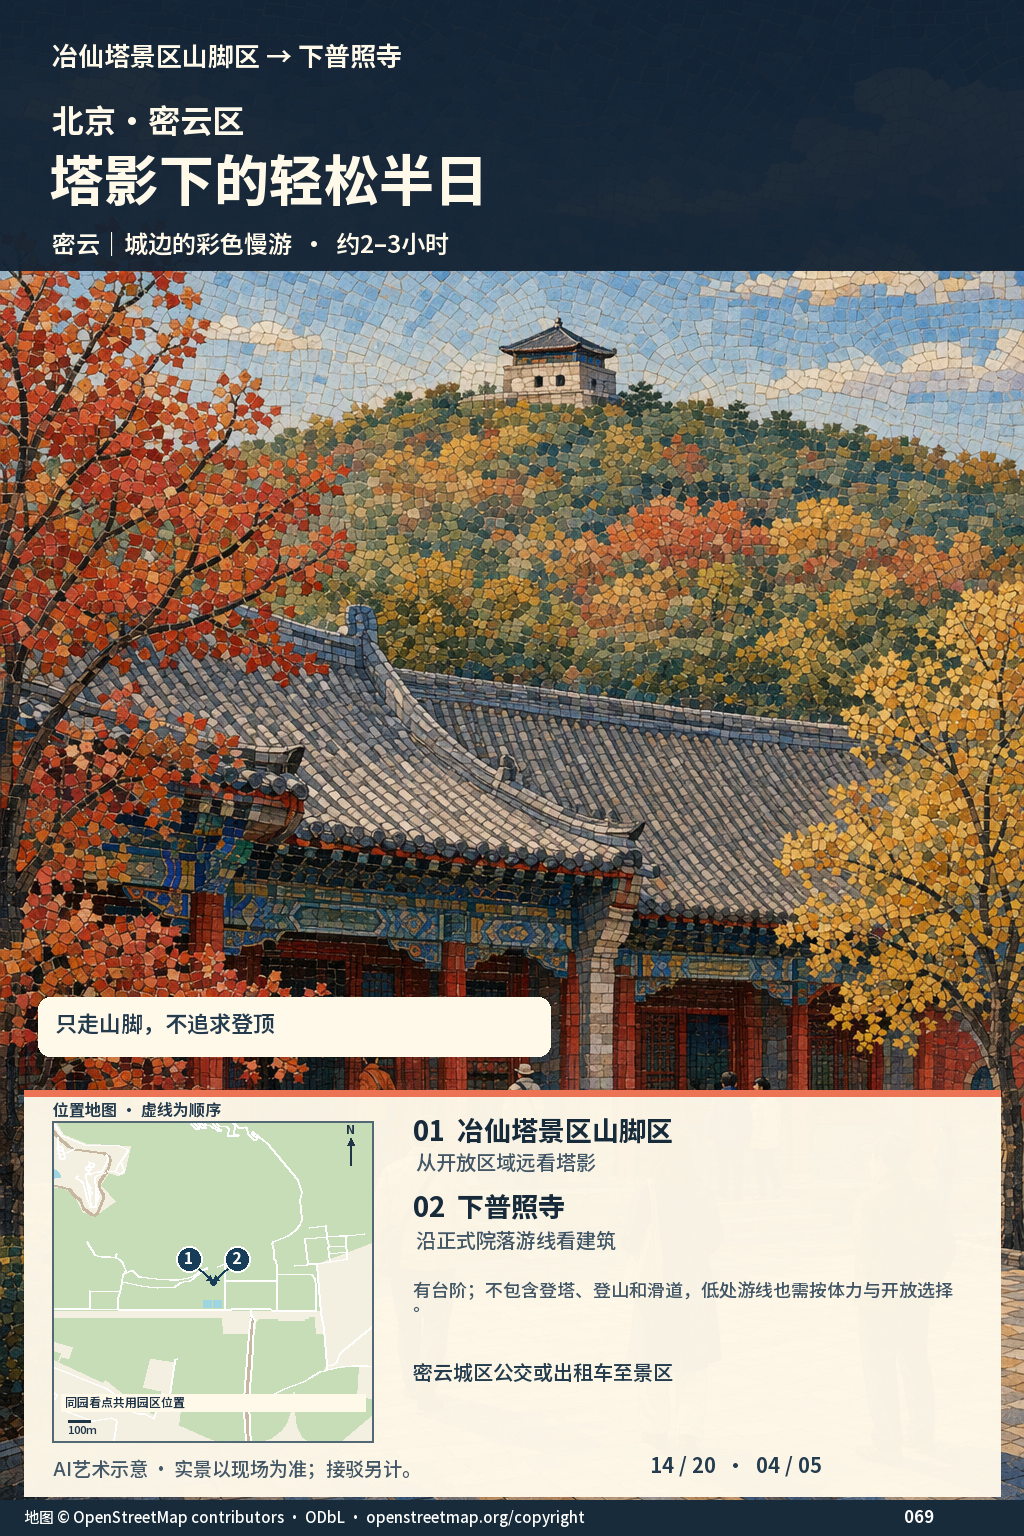 冶仙塔景区山脚区 → 下普照寺
北京・密云区
塔影下的轻松半日
密云｜城边的彩色慢游 · 约2–3小时
只走山脚，不追求登顶
位置地图 · 虚线为顺序
N
1 2
同园看点共用园区位置
100m
01 冶仙塔景区山脚区
从开放区域远看塔影
02 下普照寺
沿正式院落游线看建筑
有台阶；不包含登塔、登山和滑道，低处游线也需按体力与开放选择
。
密云城区公交或出租车至景区
AI艺术示意 · 实景以现场为准；接驳另计。
14 / 20 · 04 / 05
地图 © OpenStreetMap contributors · ODbL · openstreetmap.org/copyright
069